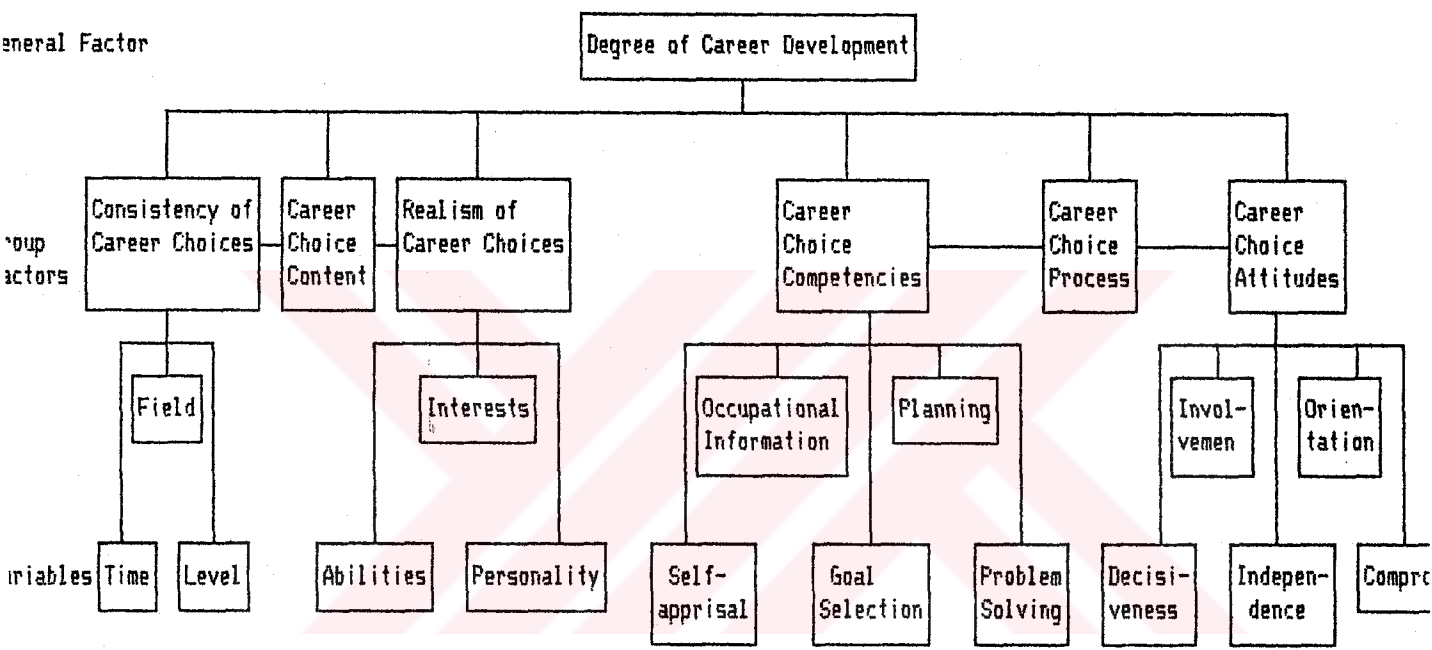 eneral Factor
Degree of Career Development
Consistency of
Career Choices
Career
Choice
Content
Realism of
Career Choices
Career
Choice
Competencies
Career
Choice
Process
Career
Choice
Attitudes
roup
actors
Field
Interests
Occupational
Information
Planning
Invol-
vemen
Orien-
tation
riables
Time
Level
Abilities
Personality
Self-
apprisal
Goal
Selection
Problem
Solving
Decisi-
veness
Indepen-
dence
Compro